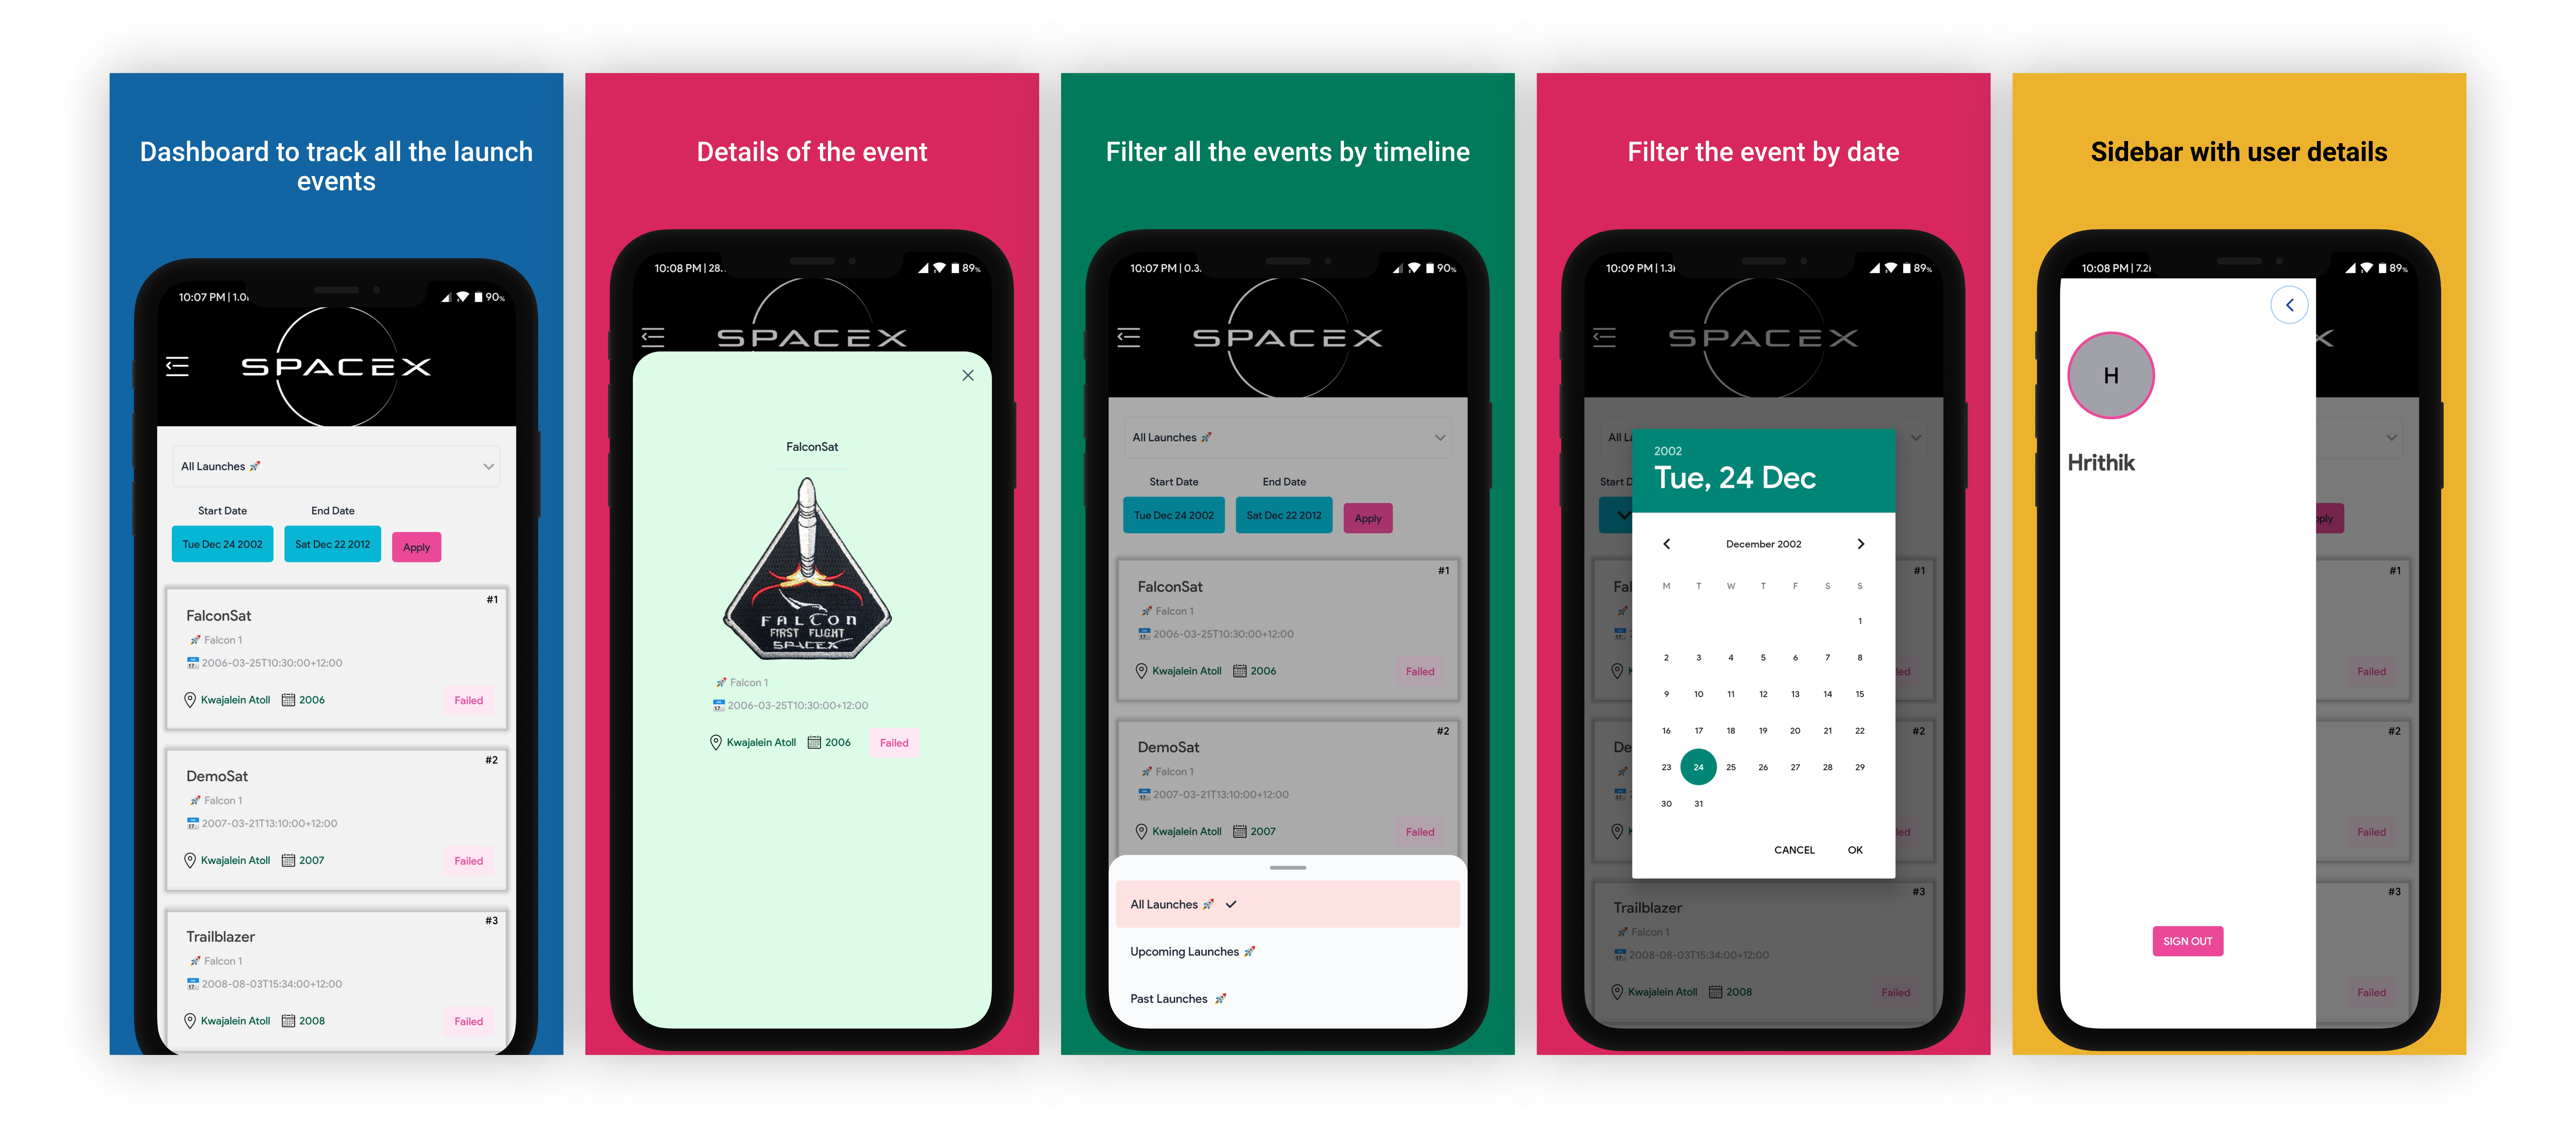 Dashboard to track all the launch
events
10:07 PM | 1.0
90%
SPACEX
All Launches 🚀
Start Date End Date
Tue Dec 24 2002 Sat Dec 22 2012 Apply
#1
FalconSat
🚀 Falcon 1
📅 2006-03-25T10:30:00+12:00
Kwajalein Atoll 2006 Failed
#2
DemoSat
🚀 Falcon 1
📅 2007-03-21T13:10:00+12:00
Kwajalein Atoll 2007 Failed
#3
Trailblazer
🚀 Falcon 1
📅 2008-08-03T15:34:00+12:00
Kwajalein Atoll 2008 Failed
Details of the event
10:08 PM | 28.
89%
SPACEX
FalconSat
FALCON
FIRST FLIGHT
SPACEX
🚀 Falcon 1
📅 2006-03-25T10:30:00+12:00
Kwajalein Atoll 2006 Failed
Filter all the events by timeline
10:07 PM | 0.3.
90%
SPACEX
All Launches 🚀
Start Date End Date
Tue Dec 24 2002 Sat Dec 22 2012 Apply
#1
FalconSat
🚀 Falcon 1
📅 2006-03-25T10:30:00+12:00
Kwajalein Atoll 2006 Failed
#2
DemoSat
🚀 Falcon 1
📅 2007-03-21T13:10:00+12:00
Kwajalein Atoll 2007 Failed
All Launches 🚀 ✓
Upcoming Launches 🚀
Past Launches 🚀
Filter the event by date
10:09 PM | 1.3
89%
SPACEX
All L
Start D
2002
Tue, 24 Dec
December 2002
M T W T F S S
1
2 3 4 5 6 7 8
9 10 11 12 13 14 15
16 17 18 19 20 21 22
23 24 25 26 27 28 29
30 31
CANCEL OK
#1
Fal
led
#2
De
led
#3
Trailblazer
🚀 Falcon 1
📅 2008-08-03T15:34:00+12:00
Kwajalein Atoll 2008 Failed
Sidebar with user details
10:08 PM | 7.2
89%
X
H
Hrithik
SIGN OUT
pply
#1
Failed
#2
Failed
#3
Failed